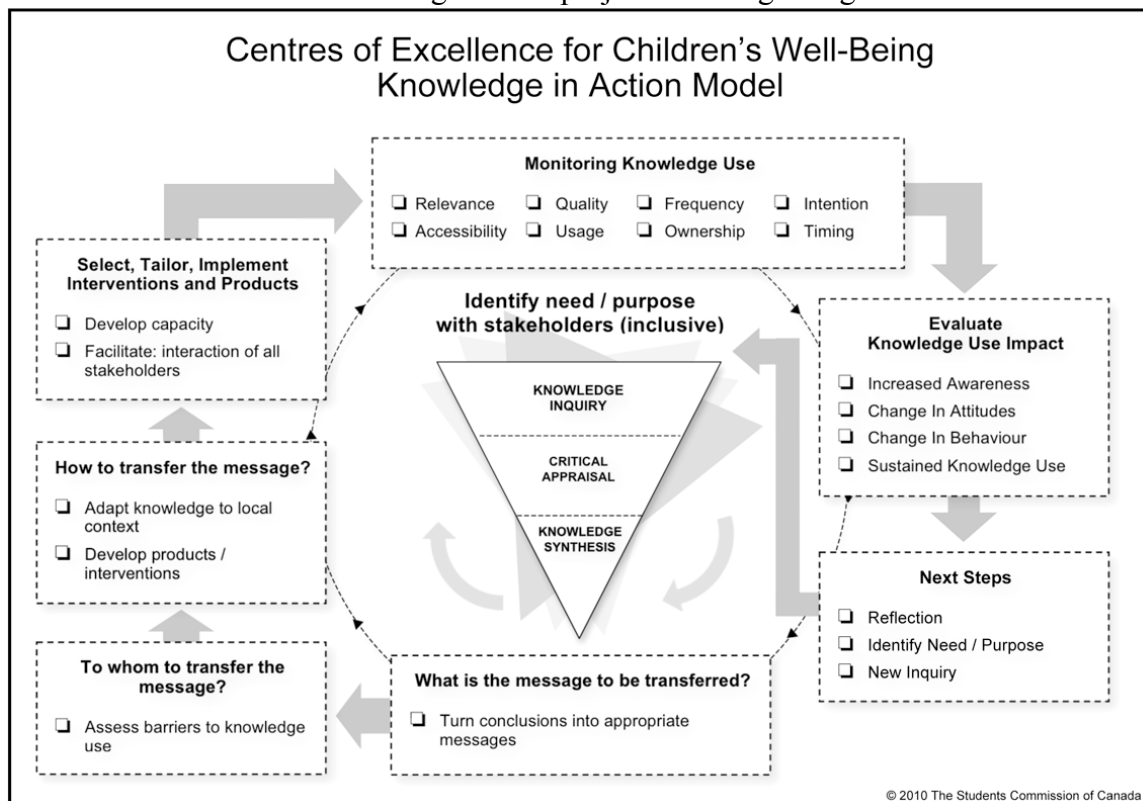 Centres of Excellence for Children's Well-Being
Knowledge in Action Model
Monitoring Knowledge Use
❏ Relevance ❏ Quality ❏ Frequency ❏ Intention
❏ Accessibility ❏ Usage ❏ Ownership ❏ Timing
Select, Tailor, Implement
Interventions and Products
❏ Develop capacity
❏ Facilitate: interaction of all
stakeholders
Identify need / purpose
with stakeholders (inclusive)
KNOWLEDGE
INQUIRY
CRITICAL
APPRAISAL
KNOWLEDGE
SYNTHESIS
Evaluate
Knowledge Use Impact
❏ Increased Awareness
❏ Change In Attitudes
❏ Change In Behaviour
❏ Sustained Knowledge Use
How to transfer the message?
❏ Adapt knowledge to local
context
❏ Develop products /
interventions
Next Steps
❏ Reflection
❏ Identify Need / Purpose
❏ New Inquiry
To whom to transfer the
message?
❏ Assess barriers to knowledge
use
What is the message to be transferred?
❏ Turn conclusions into appropriate
messages
© 2010 The Students Commission of Canada